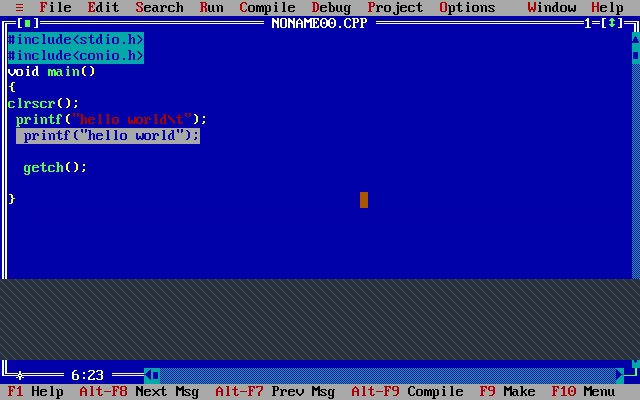 ≡ File Edit Search Run Compile Debug Project Options Window Help
[■] NONAME00.CPP 1=[↕]
#include<stdio.h>
#include<conio.h>
void main()
{
clrscr();
printf("hello world\t");
printf("hello world");
getch();
}
6:23
F1 Help Alt-F8 Next Msg Alt-F7 Prev Msg Alt-F9 Compile F9 Make F10 Menu